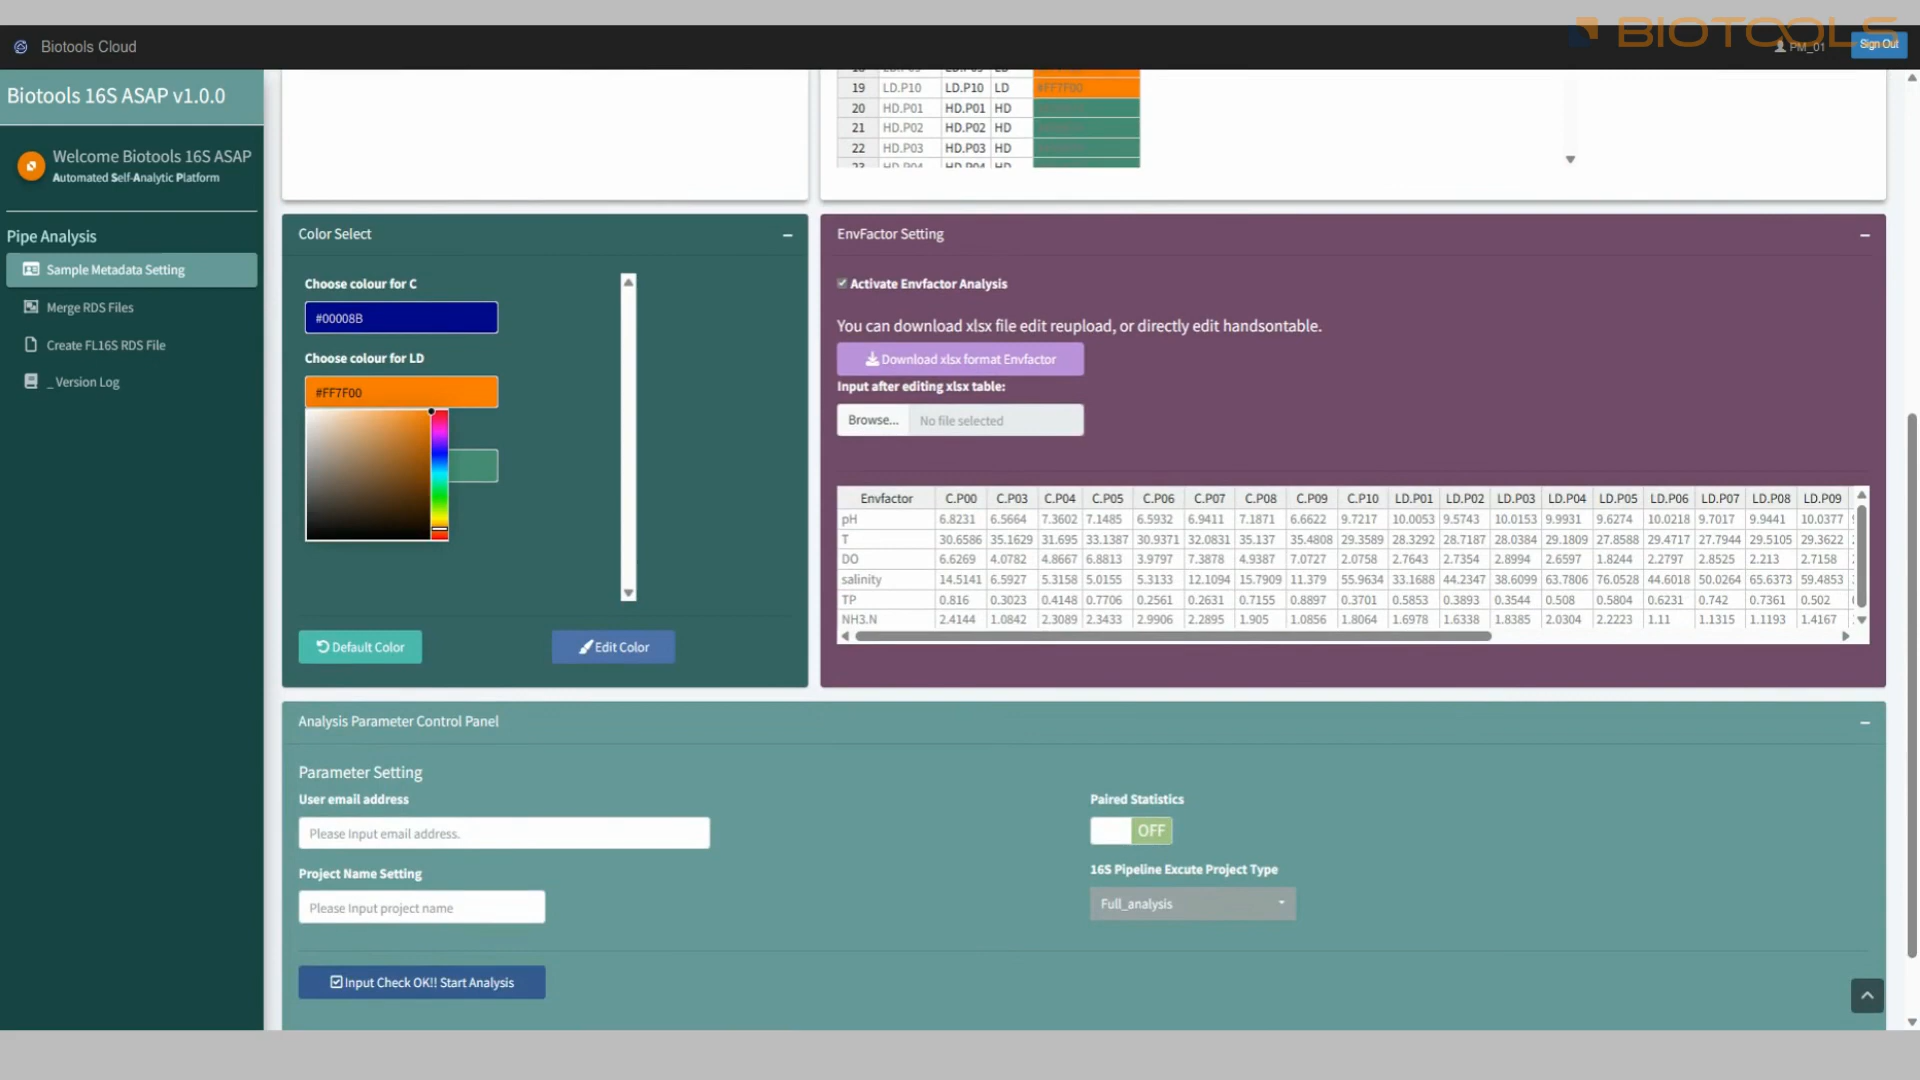 BIOTOOLS
Biotools Cloud
PM_01
Sign Out
Biotools 16S ASAP v1.0.0
Welcome Biotools 16S ASAP
Automated Self-Analytic Platform
Pipe Analysis
Sample Metadata Setting
Merge RDS Files
Create FL16S RDS File
_ Version Log
19 LD.P10 LD.P10 LD #FF7F00
20 HD.P01 HD.P01 HD
21 HD.P02 HD.P02 HD
22 HD.P03 HD.P03 HD
Color Select
Choose colour for C
#00008B
Choose colour for LD
#FF7F00
Default Color
Edit Color
EnvFactor Setting
Activate Envfactor Analysis
You can download xlsx file edit reupload, or directly edit handsontable.
Download xlsx format Envfactor
Input after editing xlsx table:
Browse... No file selected
Envfactor C.P00 C.P03 C.P04 C.P05 C.P06 C.P07 C.P08 C.P09 C.P10 LD.P01 LD.P02 LD.P03 LD.P04 LD.P05 LD.P06 LD.P07 LD.P08 LD.P09
pH 6.8231 6.5664 7.3602 7.1485 6.5932 6.9411 7.1871 6.6622 9.7217 10.0053 9.5743 10.0153 9.9931 9.6274 10.0218 9.7017 9.9441 10.0377
T 30.6586 35.1629 31.695 33.1387 30.9371 32.0831 35.137 35.4808 29.3589 28.3292 28.7187 28.0384 29.1809 27.8588 29.4717 27.7944 29.5105 29.3622
DO 6.6269 4.0782 4.8667 6.8813 3.9797 7.3878 4.9387 7.0727 2.0758 2.7643 2.7354 2.8994 2.6597 1.8244 2.2797 2.8525 2.213 2.7158
salinity 14.5141 6.5927 5.3158 5.0155 5.3133 12.1094 15.7909 11.379 55.9634 33.1688 44.2347 38.6099 63.7806 76.0528 44.6018 50.0264 65.6373 59.4853
TP 0.816 0.3023 0.4148 0.7706 0.2561 0.2631 0.7155 0.8897 0.3701 0.5853 0.3893 0.3544 0.508 0.5804 0.6231 0.742 0.7361 0.502
NH3.N 2.4144 1.0842 2.3089 2.3433 2.9906 2.2895 1.905 1.0856 1.8064 1.6978 1.6338 1.8385 2.0304 2.2223 1.11 1.1315 1.1193 1.4167
Analysis Parameter Control Panel
Parameter Setting
User email address
Please Input email address.
Project Name Setting
Please Input project name
Paired Statistics
OFF
16S Pipeline Excute Project Type
Full_analysis
Input Check OK!! Start Analysis